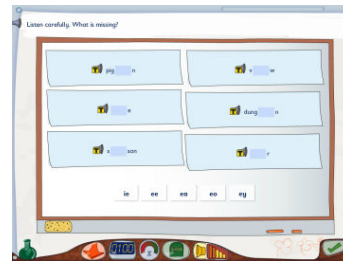 Listen carefully. What is missing?
pig n
v w
e
dung n
s son
r
ie ee ea eo ey